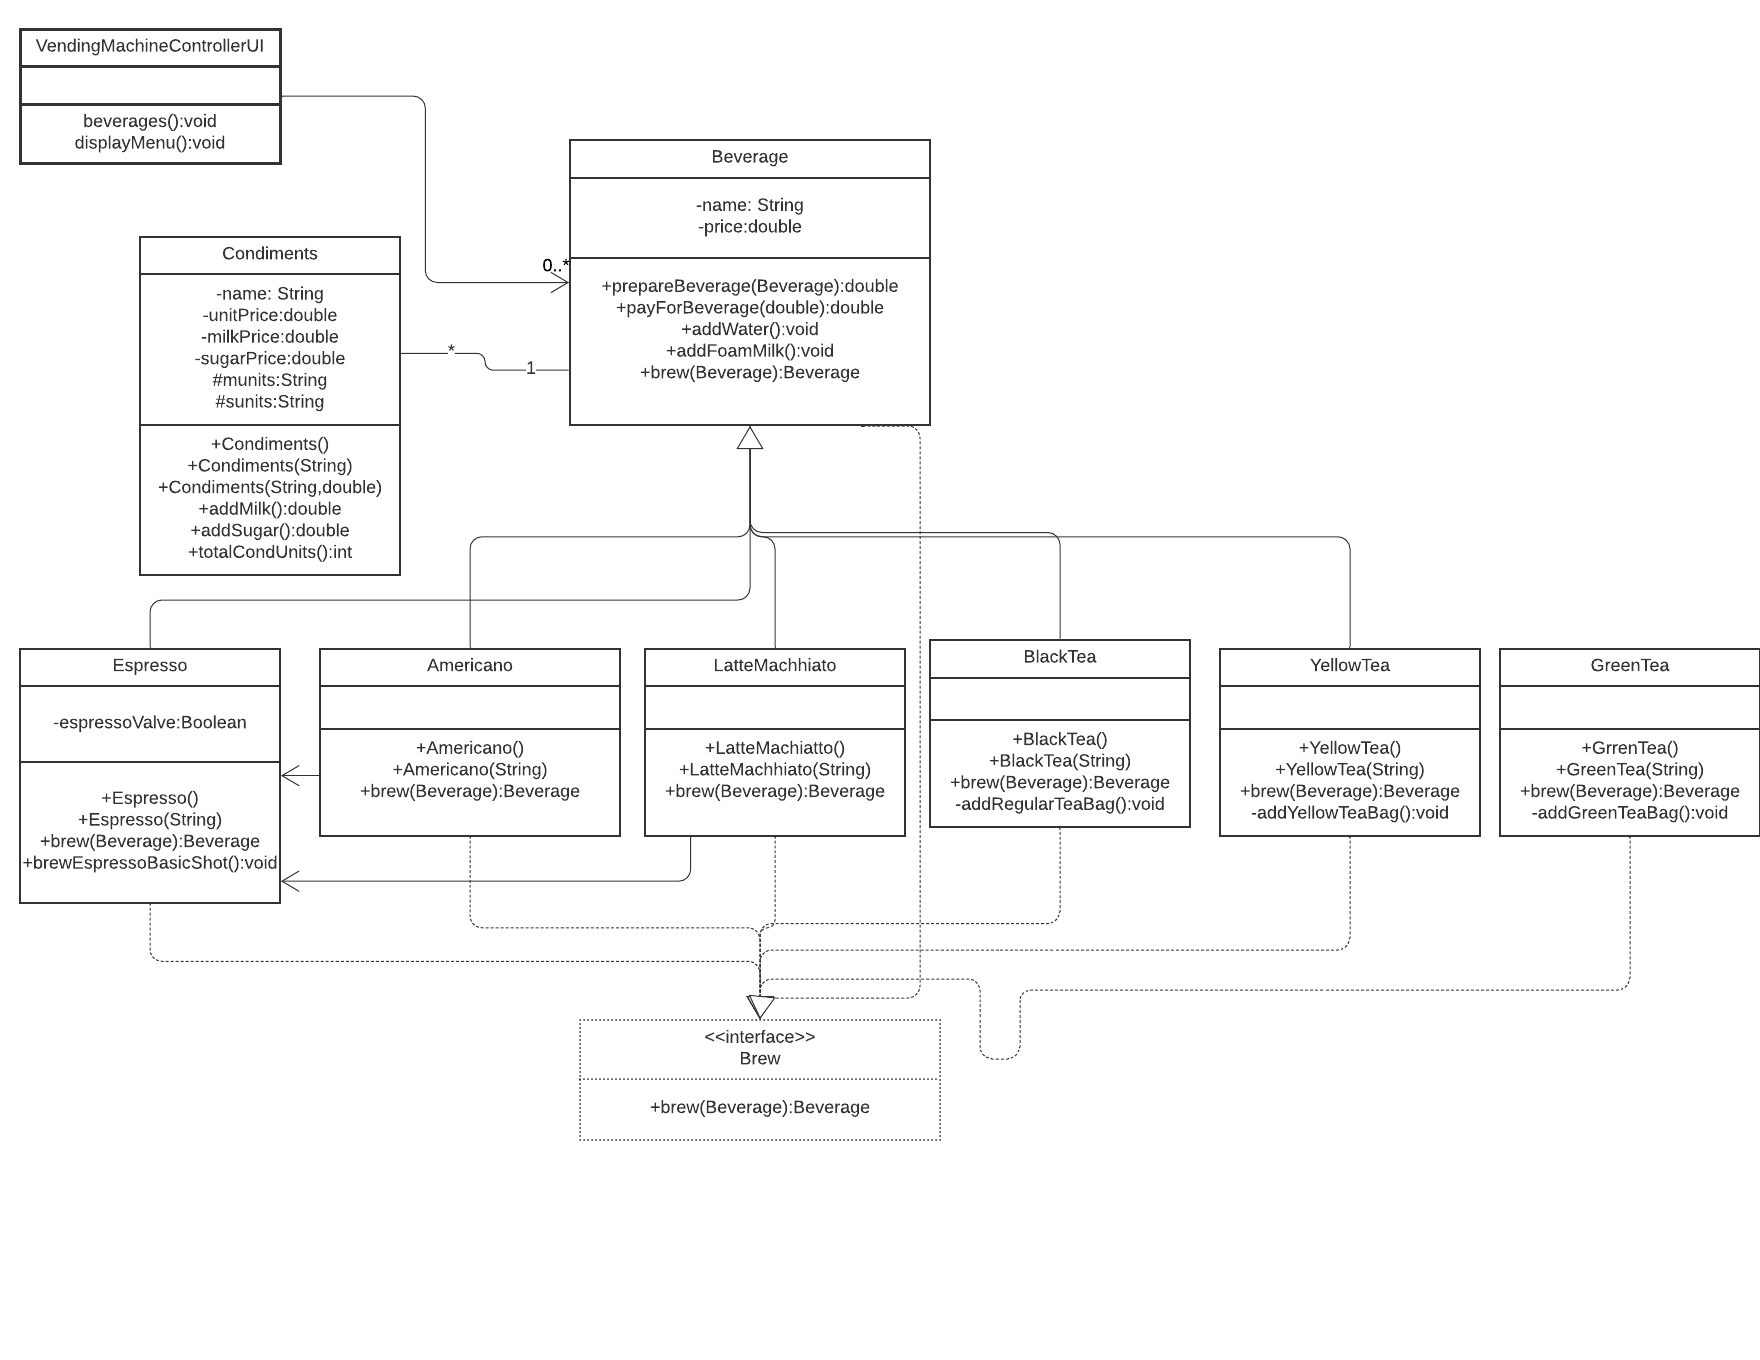 VendingMachineControllerUI
beverages():void
displayMenu():void
Beverage
-name: String
-price:double
+prepareBeverage(Beverage):double
+payForBeverage(double):double
+addWater():void
+addFoamMilk():void
+brew(Beverage):Beverage
0..*
*
1
Condiments
-name: String
-unitPrice:double
-milkPrice:double
-sugarPrice:double
#munits:String
#sunits:String
+Condiments()
+Condiments(String)
+Condiments(String,double)
+addMilk():double
+addSugar():double
+totalCondUnits():int
Espresso
-espressoValve:Boolean
+Espresso()
+Espresso(String)
+brew(Beverage):Beverage
+brewEspressoBasicShot():void
Americano
+Americano()
+Americano(String)
+brew(Beverage):Beverage
LatteMachhiato
+LatteMachiatto()
+LatteMachhiato(String)
+brew(Beverage):Beverage
BlackTea
+BlackTea()
+BlackTea(String)
+brew(Beverage):Beverage
-addRegularTeaBag():void
YellowTea
+YellowTea()
+YellowTea(String)
+brew(Beverage):Beverage
-addYellowTeaBag():void
GreenTea
+GrrenTea()
+GreenTea(String)
+brew(Beverage):Beverage
-addGreenTeaBag():void
<<interface>>
Brew
+brew(Beverage):Beverage